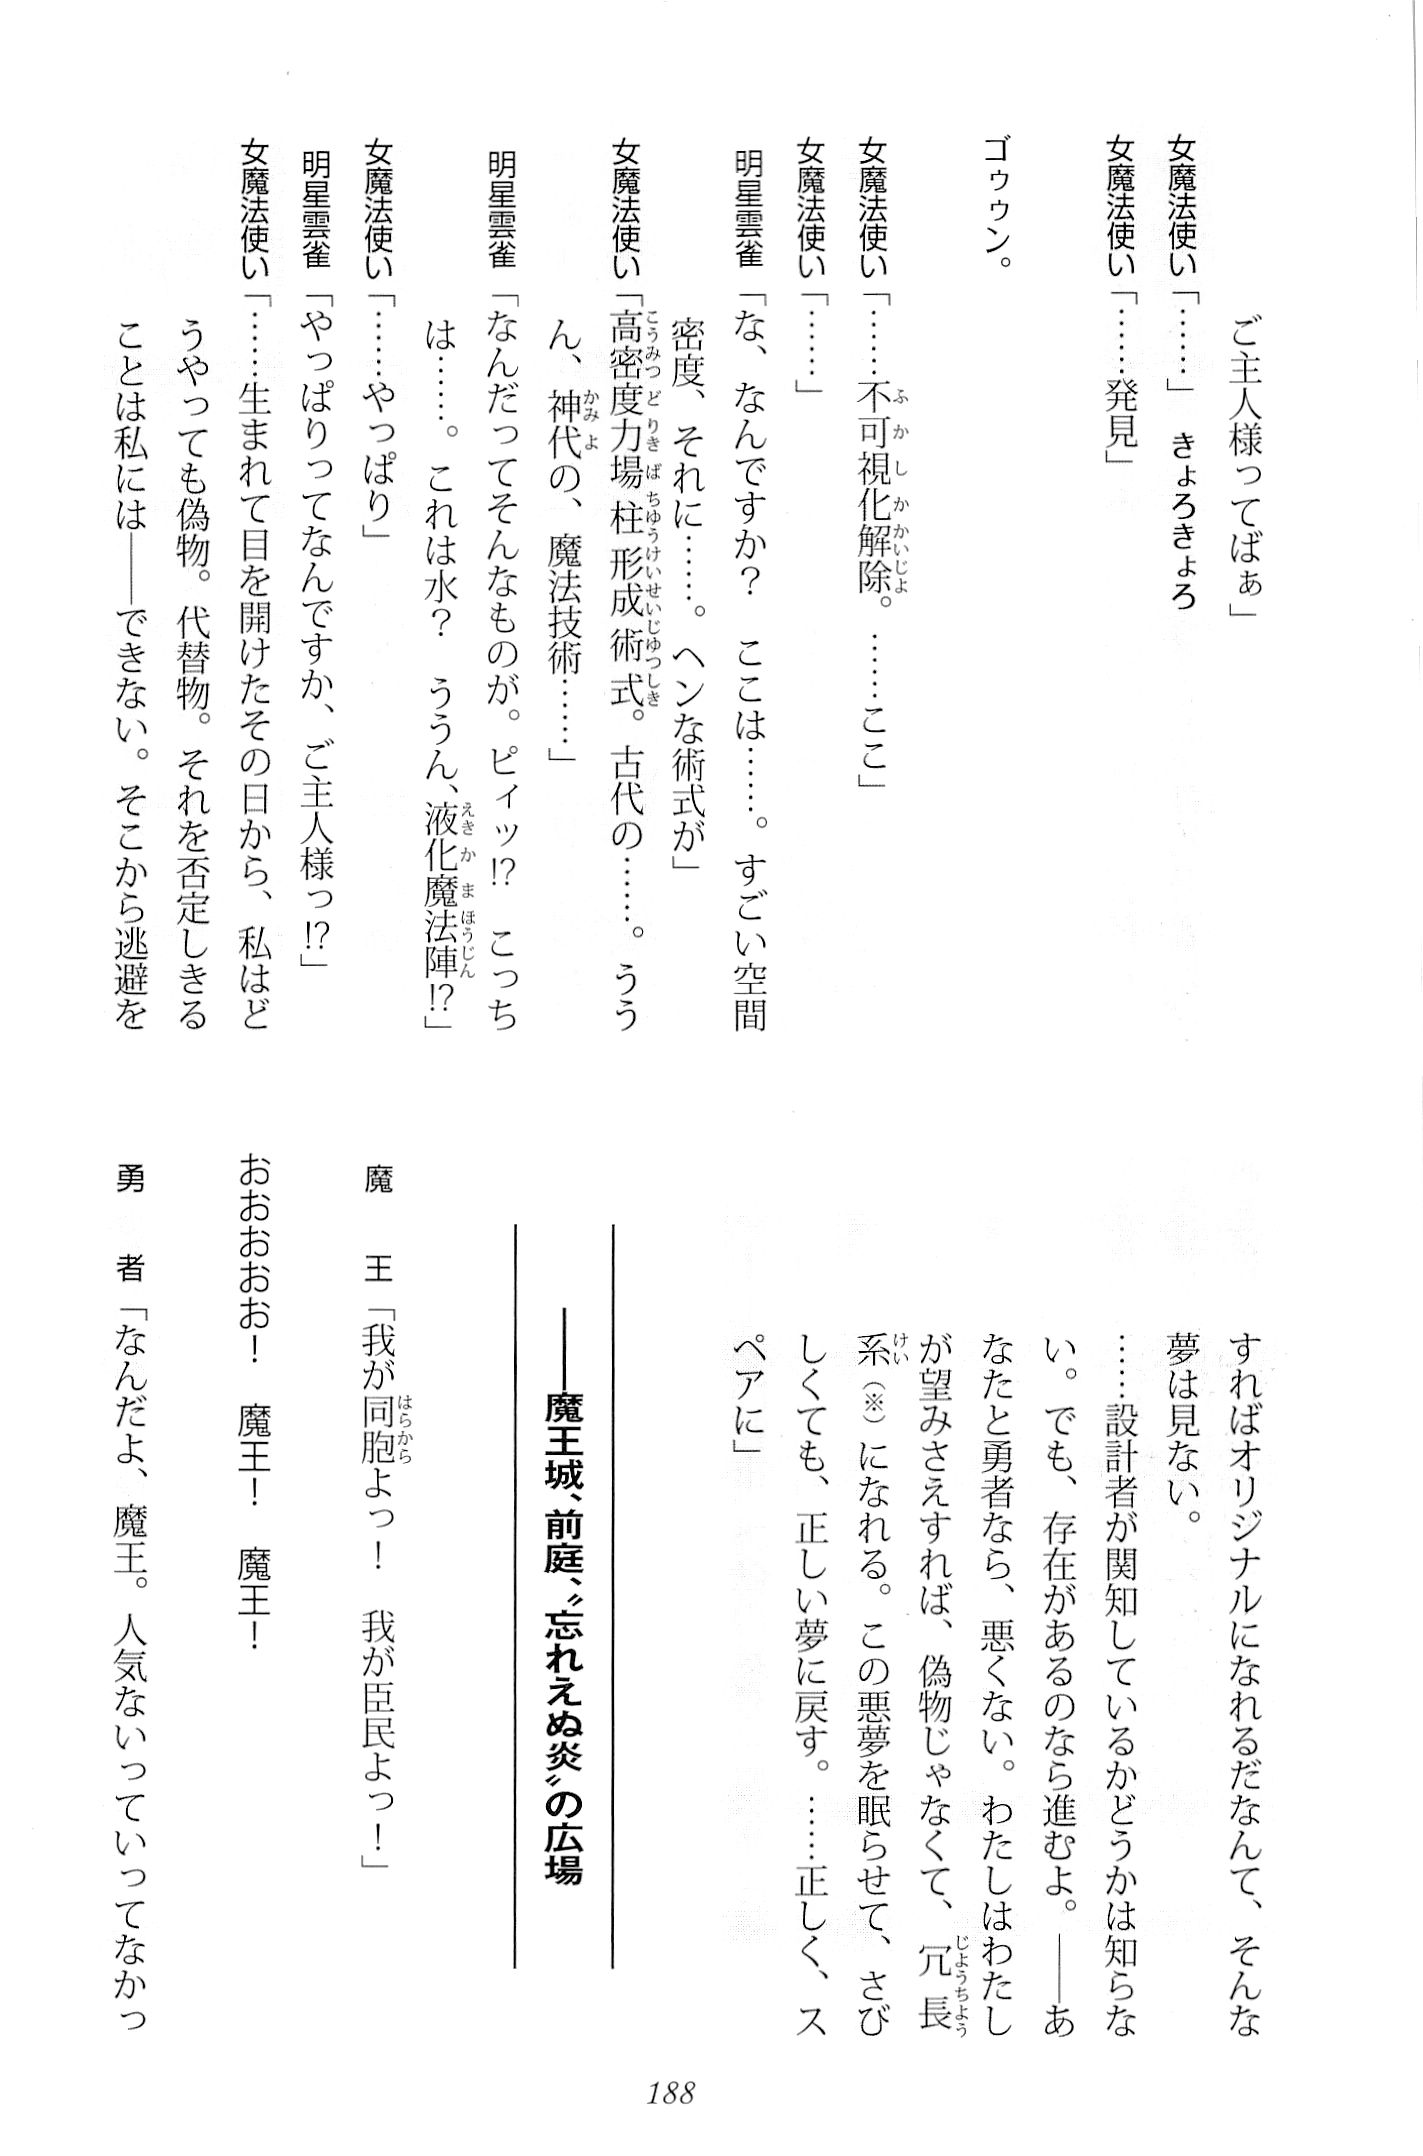 ご主人様ってばぁ」
女魔法使い「……」 きょろきょろ
女魔法使い「……発見」
ゴゥゥン。
女魔法使い「……不可視化解除。……ここ」
女魔法使い「……」
明星雲雀「な、なんですか? ここは……。すごい空間
密度、それに……。ヘンな術式が」
女魔法使い「高密度力場柱形成術式。古代の……。うう
ん、神代の、魔法技術……」
明星雲雀「なんだってそんなものが。ピィッ!? こっち
は……。これは水? ううん、液化魔法陣!?」
女魔法使い「……やっぱり」
明星雲雀「やっぱりってなんですか、ご主人様っ!?」
女魔法使い「……生まれて目を開けたその日から、私はど
うやっても偽物。代替物。それを否定しきる
ことは私には――できない。そこから逃避を
すればオリジナルになれるだなんて、そんな
夢は見ない。
……設計者が関知しているかどうかは知らな
い。でも、存在があるのなら進むよ。――あ
なたと勇者なら、悪くない。わたしはわたし
が望みさえすれば、偽物じゃなくて、冗長
系(※)になれる。この悪夢を眠らせて、さび
しくても、正しい夢に戻す。……正しく、ス
ペアに」
――魔王城、前庭、〝忘れえぬ炎〟の広場
魔 王「我が同胞よっ! 我が臣民よっ!」
おおおおお! 魔王! 魔王!
勇 者「なんだよ、魔王。人気ないっていってなかっ
188